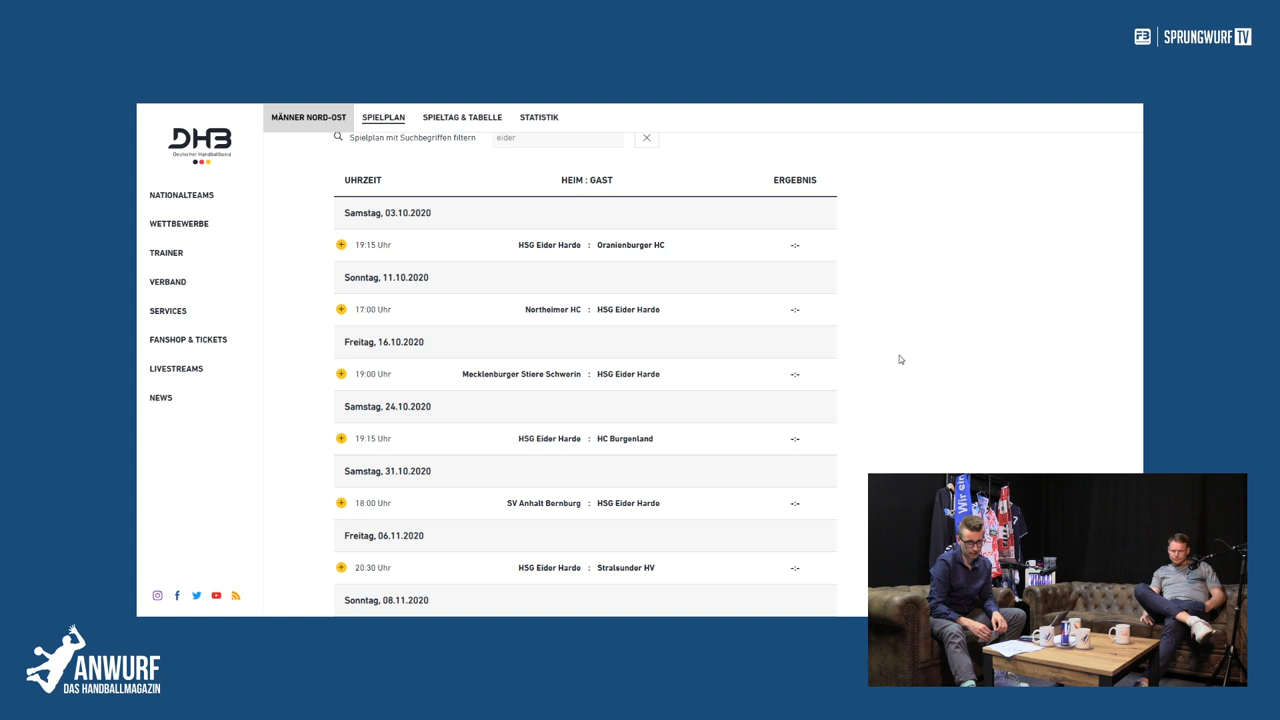 SPRUNGWURF TV
MÄNNER NORD-OST
SPIELPLAN
SPIELTAG & TABELLE
STATISTIK
DHB
Deutscher Handballbund
NATIONALTEAMS
WETTBEWERBE
TRAINER
VERBAND
SERVICES
FANSHOP & TICKETS
LIVESTREAMS
NEWS
Spielplan mit Suchbegriffen filtern
eider
UHRZEIT HEIM : GAST ERGEBNIS
Samstag, 03.10.2020
19:15 Uhr HSG Eider Harde : Oranienburger HC -:-
Sonntag, 11.10.2020
17:00 Uhr Northeimer HC : HSG Eider Harde -:-
Freitag, 16.10.2020
19:00 Uhr Mecklenburger Stiere Schwerin : HSG Eider Harde -:-
Samstag, 24.10.2020
19:15 Uhr HSG Eider Harde : HC Burgenland -:-
Samstag, 31.10.2020
18:00 Uhr SV Anhalt Bernburg : HSG Eider Harde -:-
Freitag, 06.11.2020
20:30 Uhr HSG Eider Harde : Stralsunder HV -:-
Sonntag, 08.11.2020
Wir ein
ANWURF
DAS HANDBALLMAGAZIN